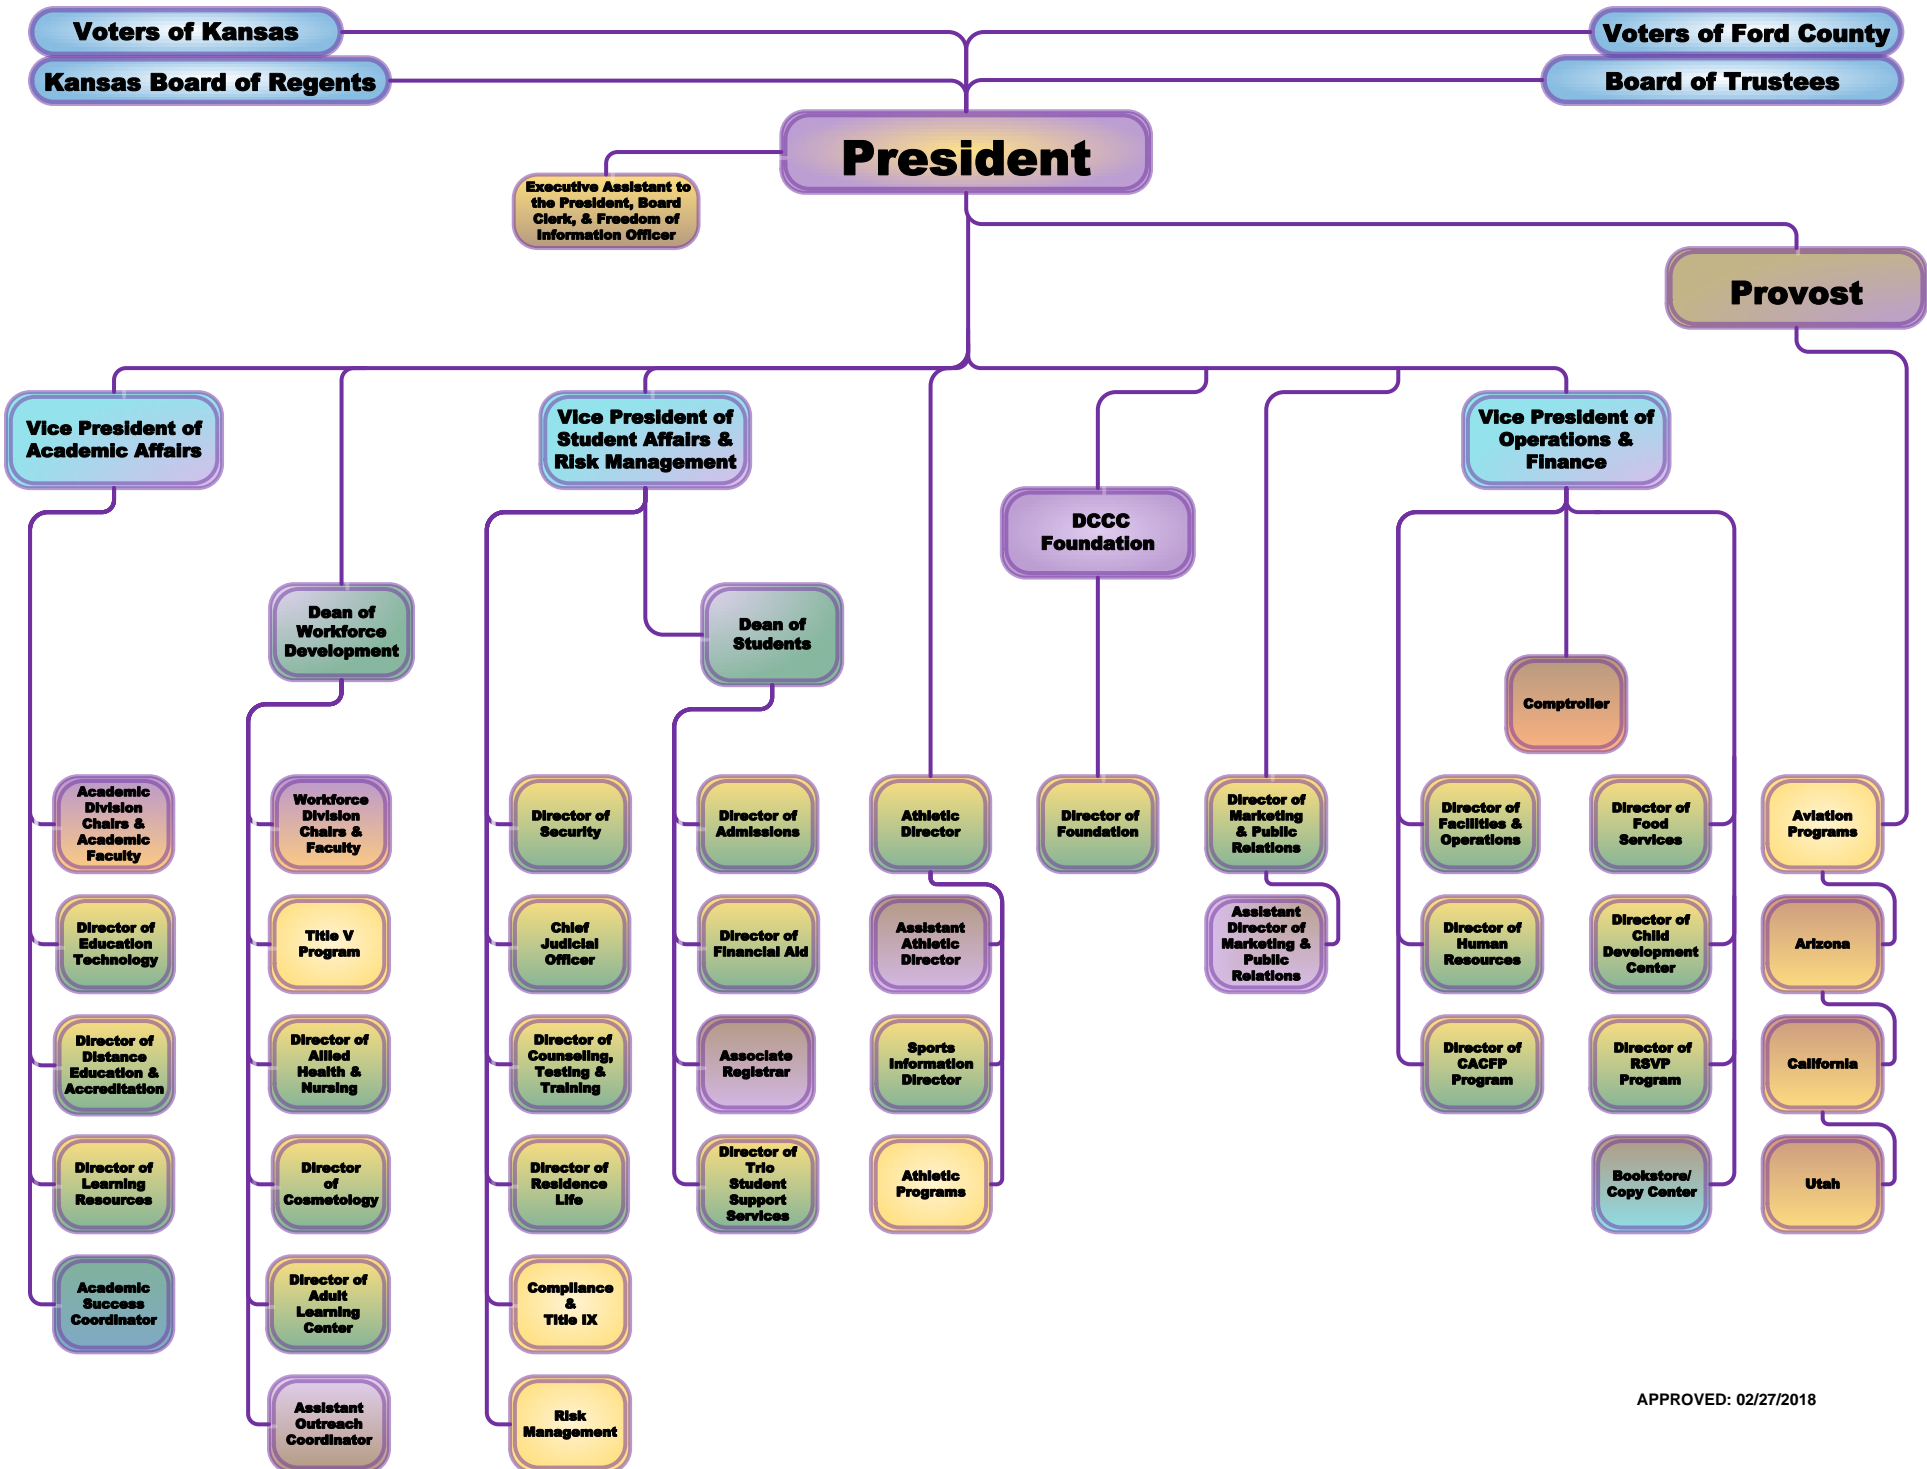 Voters of Kansas
Voters of Ford County
Kansas Board of Regents
Board of Trustees
President
Executive Assistant to
the President, Board
Clerk, & Freedom of
Information Officer
Provost
Vice President of
Academic Affairs
Vice President of
Student Affairs &
Risk Management
Vice President of
Operations &
Finance
DCCC
Foundation
Dean of
Workforce
Development
Dean of
Students
Comptroller
Academic
Division
Chairs &
Academic
Faculty
Workforce
Division
Chairs &
Faculty
Director of
Security
Director of
Admissions
Athletic
Director
Director of
Foundation
Director of
Marketing
& Public
Relations
Director of
Facilities &
Operations
Director of
Food
Services
Aviation
Programs
Director of
Education
Technology
Title V
Program
Chief
Judicial
Officer
Director of
Financial Aid
Assistant
Athletic
Director
Assistant
Director of
Marketing &
Public
Relations
Director of
Human
Resources
Director of
Child
Development
Center
Arizona
Director of
Distance
Education &
Accreditation
Director of
Allied
Health &
Nursing
Director of
Counseling,
Testing &
Training
Associate
Registrar
Sports
Information
Director
Director of
CACFP
Program
Director of
RSVP
Program
California
Director of
Learning
Resources
Director
of
Cosmetology
Director of
Residence
Life
Director of
Trio
Student
Support
Services
Athletic
Programs
Bookstore/
Copy Center
Utah
Academic
Success
Coordinator
Director of
Adult
Learning
Center
Compliance
&
Title IX
Assistant
Outreach
Coordinator
Risk
Management
APPROVED: 02/27/2018